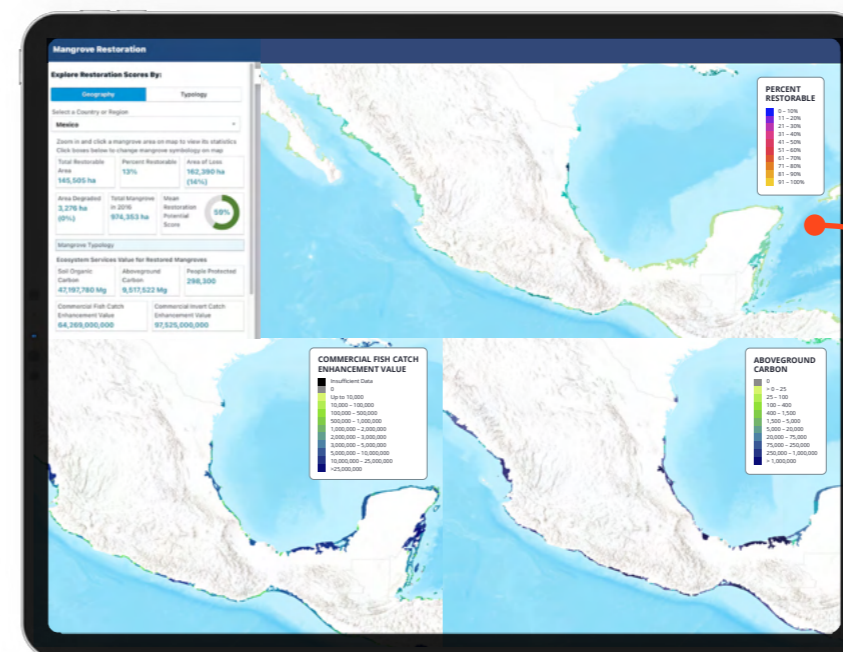 Mangrove Restoration
Explore Restoration Scores By:
Geography
Typology
Select a Country or Region
Mexico
Zoom in and click a mangrove area on map to view its statistics
Click boxes below to change mangrove symbology on map
Total Restorable
Area
145,505 ha
Percent Restorable
13%
Area of Loss
162,390 ha
(14%)
Area Degraded
3,276 ha
(0%)
Total Mangrove
in 2016
974,353 ha
Mean
Restoration
Potential
Score
59%
Mangrove Typology
Ecosystem Services Value for Restored Mangroves
Soil Organic
Carbon
47,197,780 Mg
Aboveground
Carbon
9,517,522 Mg
People Protected
298,300
Commercial Fish Catch
Enhancement Value
64,269,000,000
Commercial Invert Catch
Enhancement Value
97,525,000,000
PERCENT
RESTORABLE
0 – 10%
11 – 20%
21 – 30%
31 – 40%
41 – 50%
51 – 60%
61 – 70%
71 – 80%
81 – 90%
91 – 100%
COMMERCIAL FISH CATCH
ENHANCEMENT VALUE
Insufficient Data
0
Up to 10,000
10,000 – 100,000
100,000 – 500,000
500,000 – 1,000,000
1,000,000 – 2,000,000
2,000,000 – 3,000,000
3,000,000 – 5,000,000
5,000,000 – 10,000,000
10,000,000 – 25,000,000
>25,000,000
ABOVEGROUND
CARBON
0
> 0 – 25
25 – 100
100 – 400
400 – 1,500
1,500 – 5,000
5,000 – 20,000
20,000 – 75,000
75,000 – 250,000
250,000 – 1,000,000
> 1,000,000